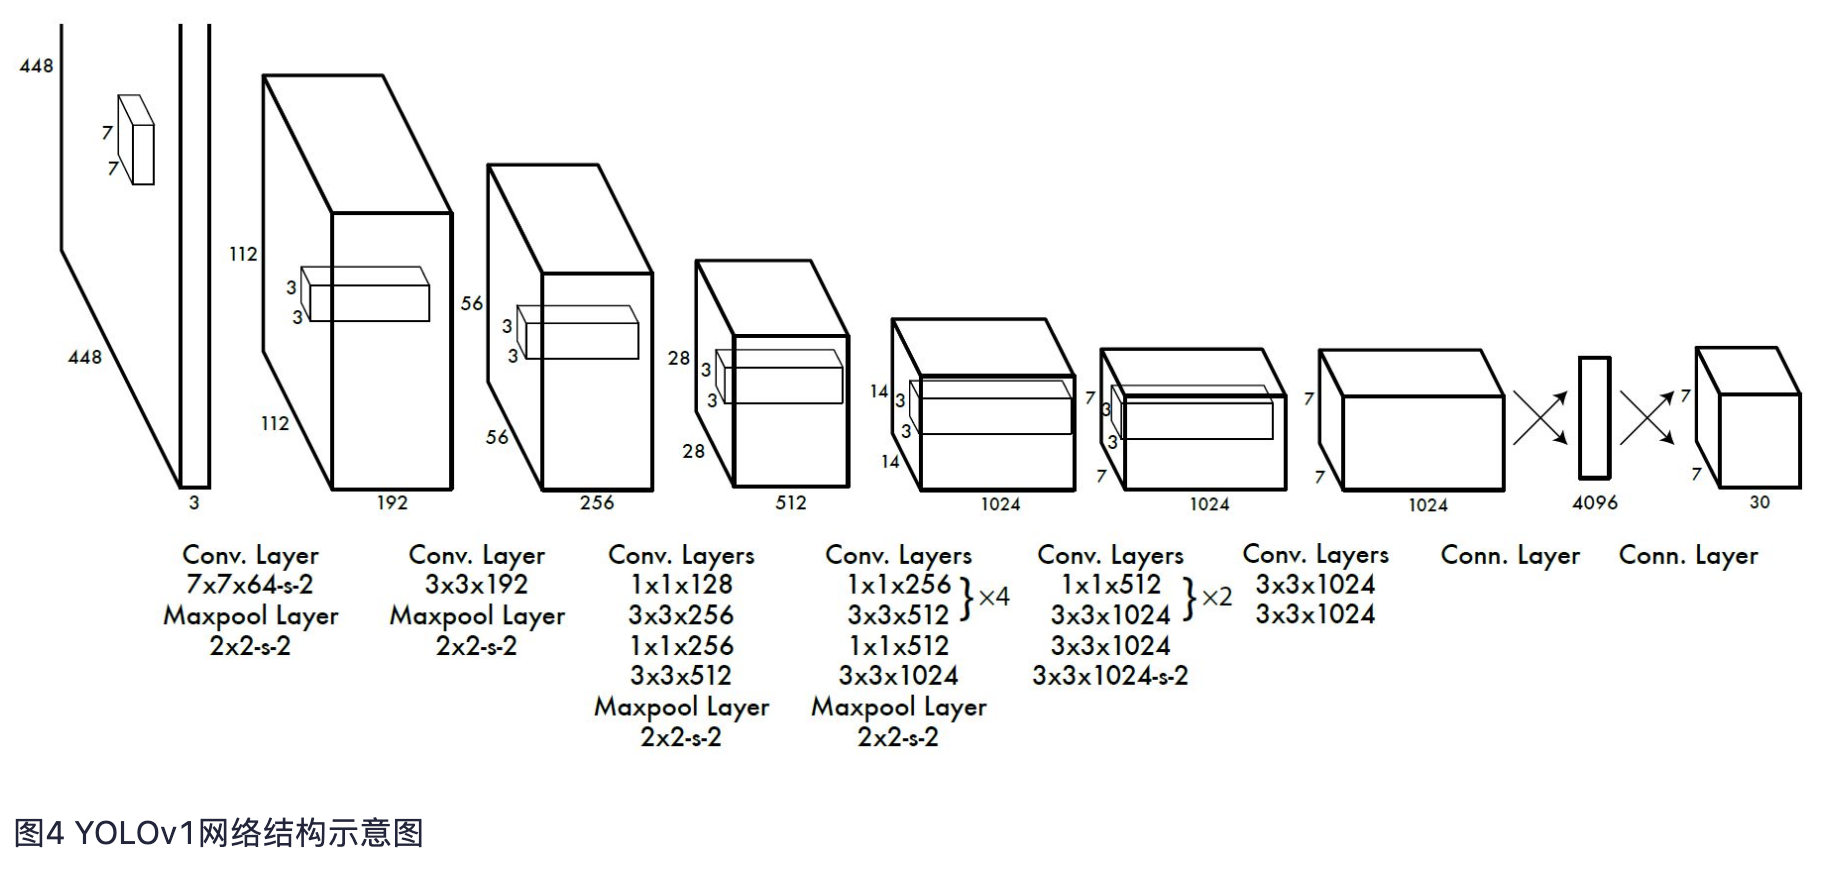 448
7
7
448
3
112
3
3
112
192
56
3
3
56
256
28
3
3
28
512
14
3
3
14
1024
7
3
3
7
1024
7
7
1024
4096
7
7
30
Conv. Layer
7x7x64-s-2
Maxpool Layer
2x2-s-2
Conv. Layer
3x3x192
Maxpool Layer
2x2-s-2
Conv. Layers
1x1x128
3x3x256
1x1x256
3x3x512
Maxpool Layer
2x2-s-2
Conv. Layers
1x1x256
3x3x512
}×4
1x1x512
3x3x1024
Maxpool Layer
2x2-s-2
Conv. Layers
1x1x512
3x3x1024
}×2
3x3x1024
3x3x1024-s-2
Conv. Layers
3x3x1024
3x3x1024
Conn. Layer
Conn. Layer
图4 YOLOv1网络结构示意图